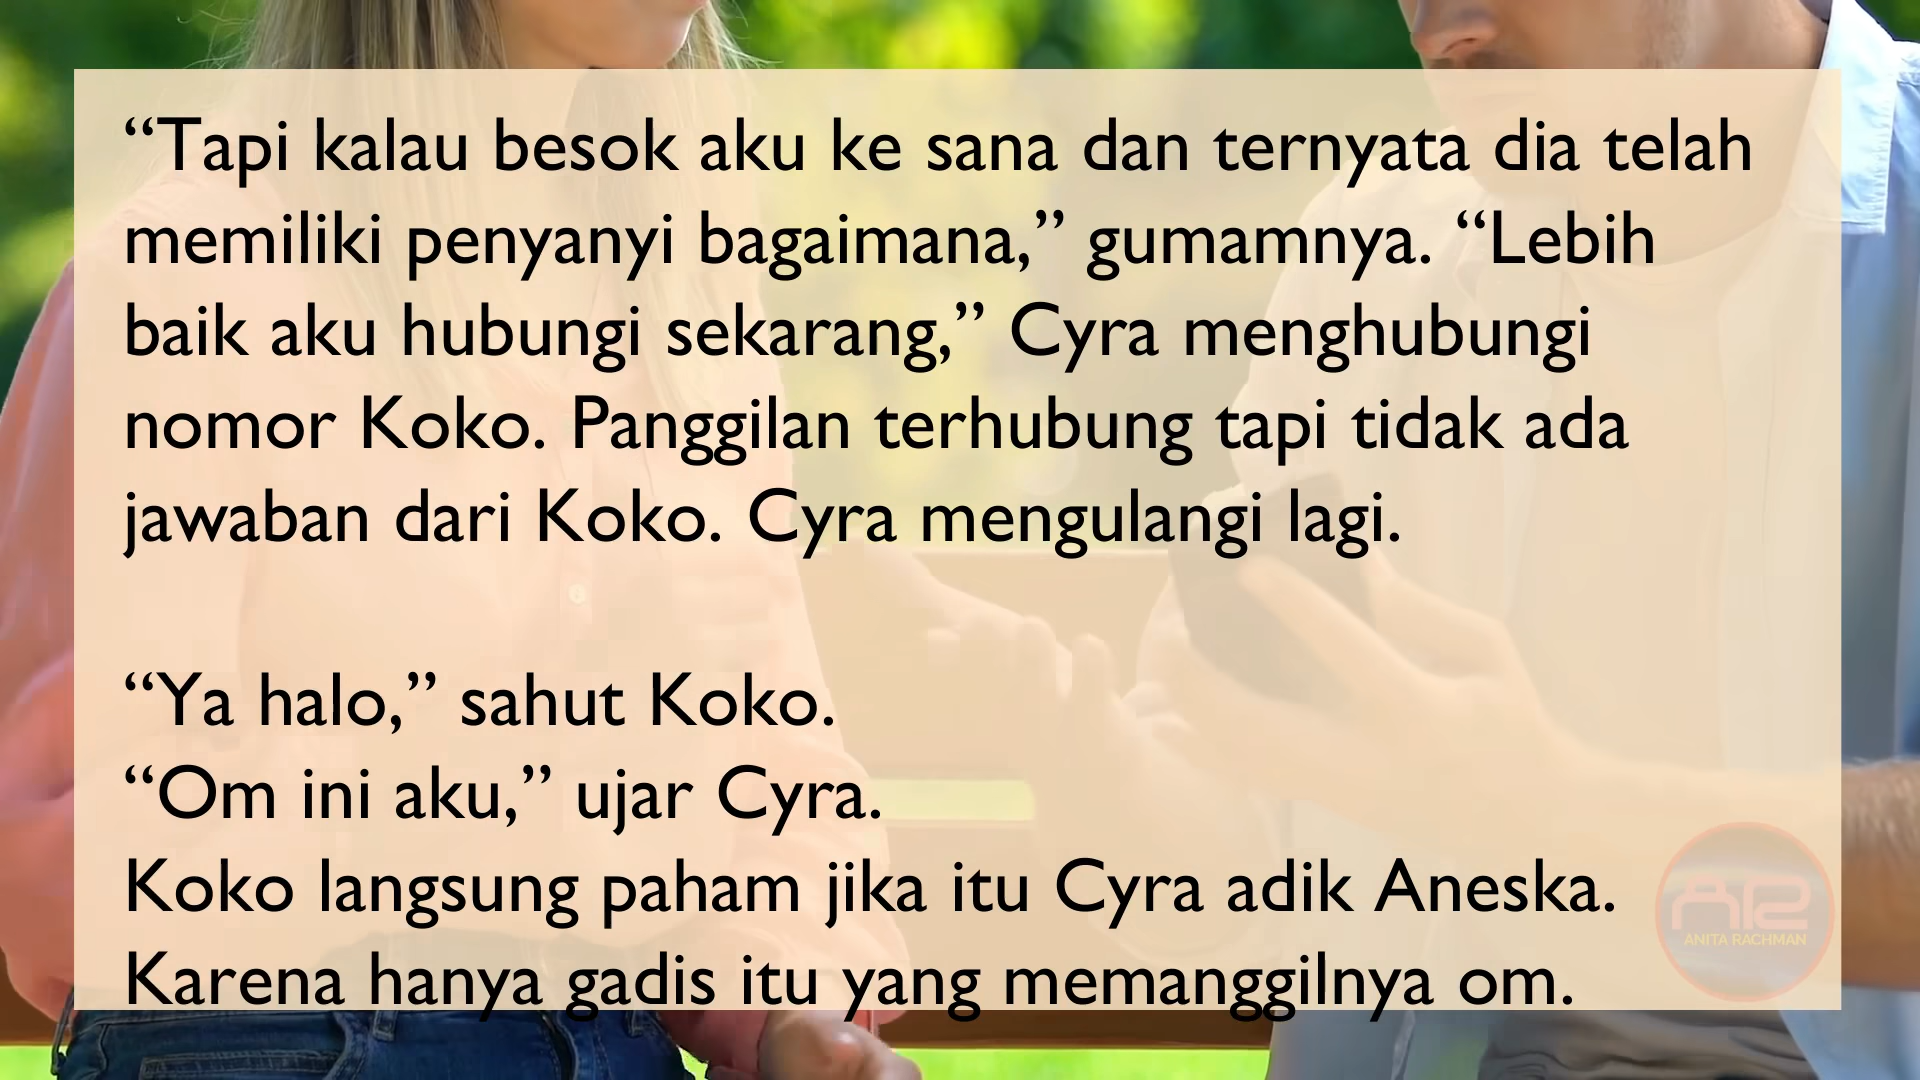 “Tapi kalau besok aku ke sana dan ternyata dia telah
memiliki penyanyi bagaimana,” gumamnya. “Lebih
baik aku hubungi sekarang,” Cyra menghubungi
nomor Koko. Panggilan terhubung tapi tidak ada
jawaban dari Koko. Cyra mengulangi lagi.
“Ya halo,” sahut Koko.
“Om ini aku,” ujar Cyra.
Koko langsung paham jika itu Cyra adik Aneska.
Karena hanya gadis itu yang memanggilnya om.
AR
ANITA RACHMAN